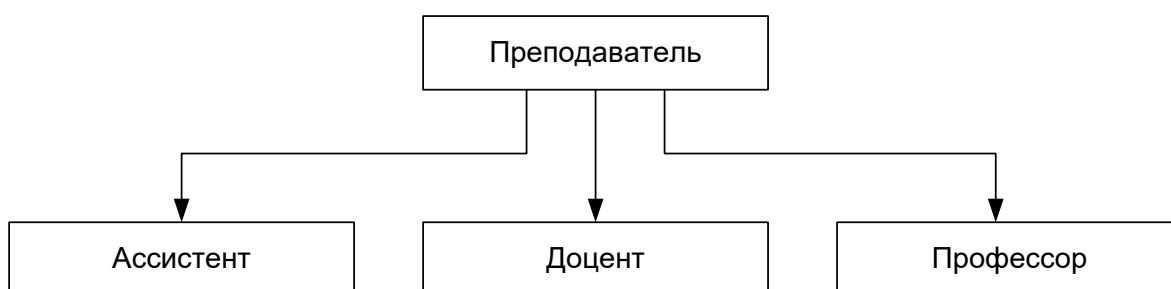 Преподаватель
Ассистент
Доцент
Профессор